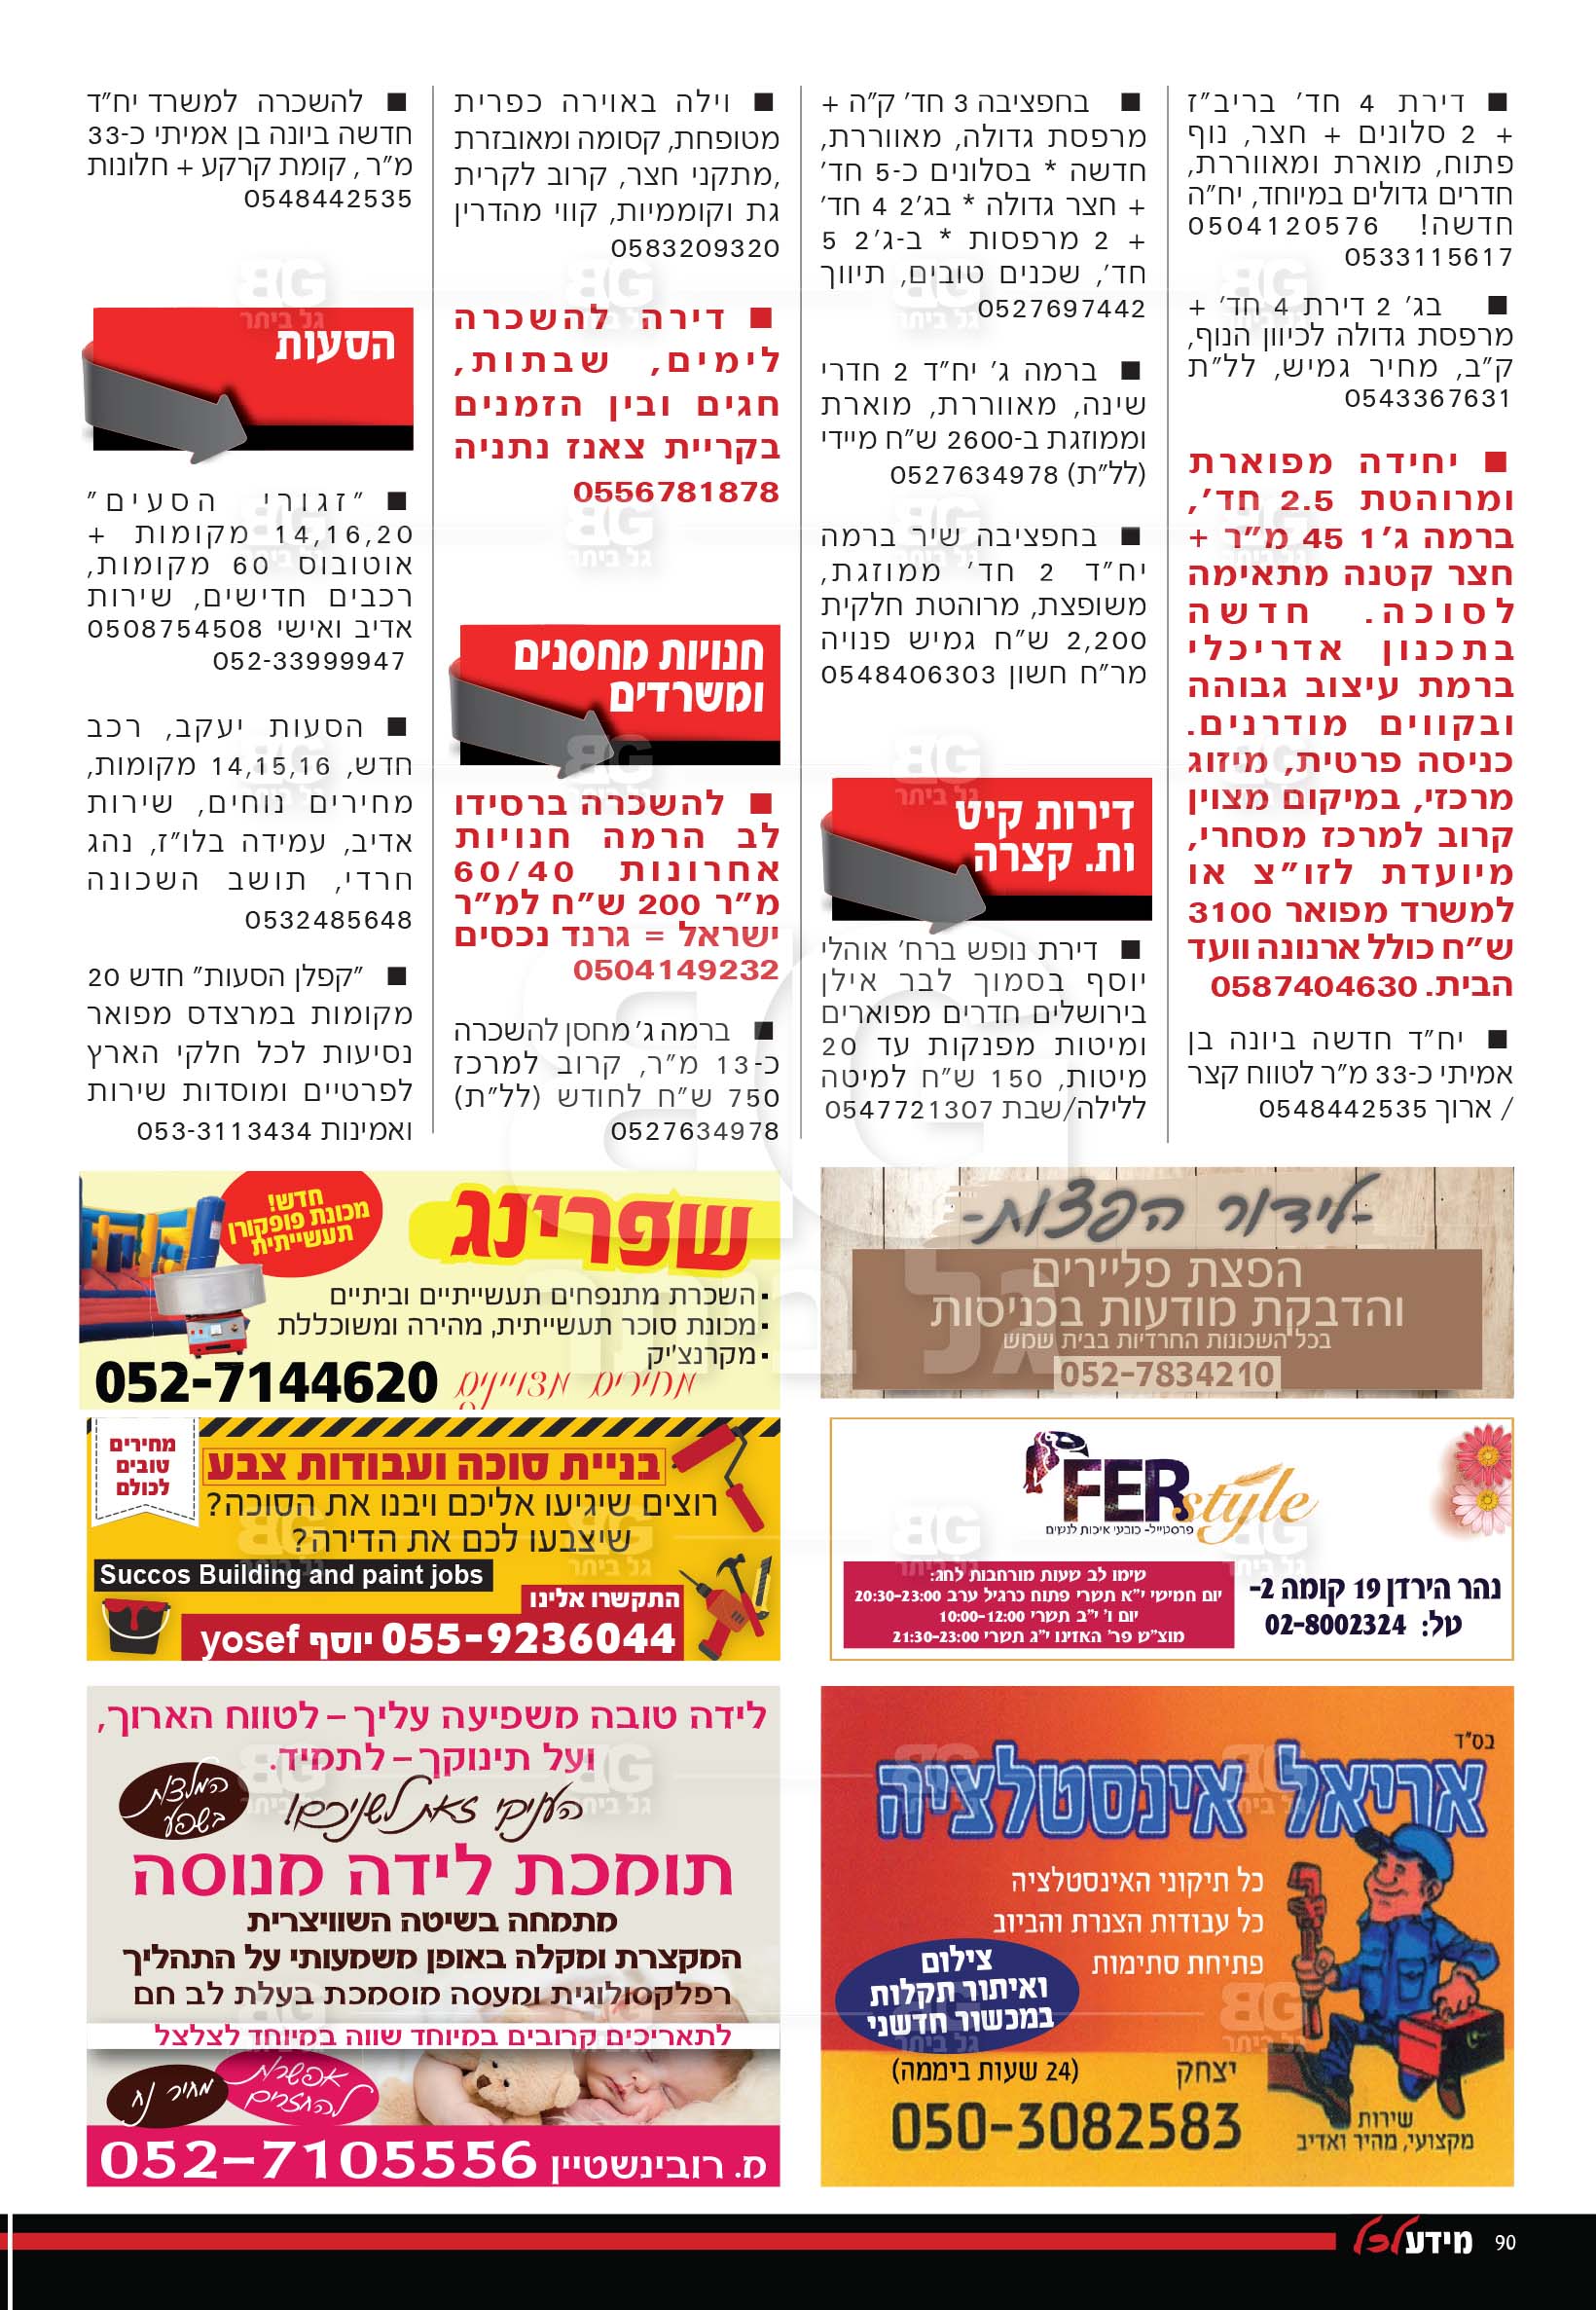 ■ דירת 4 חד' בריב"ז
+ 2 סלונים + חצר, נוף
פתוח, מוארת ומאווררת,
חדרים גדולים במיוחד, יח"ה
חדשה! 0504120576
0533115617
■ בג' 2 דירת 4 חד' +
מרפסת גדולה לכיוון הנוף,
ק"ב, מחיר גמיש, לל"ת
0543367631
■ יחידה מפוארת
ומרוהטת 2.5 חד',
ברמה ג'1 45 מ"ר +
חצר קטנה מתאימה
לסוכה. חדשה
בתכנון אדריכלי
ברמת עיצוב גבוהה
ובקווים מודרנים.
כניסה פרטית, מיזוג
מרכזי, במיקום מצוין
קרוב למרכז מסחרי,
מיועדת לזו"צ או
למשרד מפואר 3100
ש"ח כולל ארנונה וועד
הבית. 0587404630
■ יח"ד חדשה ביונה בן
אמיתי כ-33 מ"ר לטווח קצר
/ ארוך 0548442535
■ בחפציבה 3 חד' ק"ה +
מרפסת גדולה, מאווררת,
חדשה * בסלונים כ-5 חד'
+ חצר גדולה * בג'2 4 חד'
+ 2 מרפסות * ב-ג'2 5
חד', שכנים טובים, תיווך
0527697442
■ ברמה ג' יח"ד 2 חדרי
שינה, מאווררת, מוארת
וממוזגת ב-2600 ש"ח מיידי
(לל"ת) 0527634978
■ בחפציבה שיר ברמה
יח"ד 2 חד' ממוזגת,
משופצת, מרוהטת חלקית
2,200 ש"ח גמיש פנויה
מר"ח חשון 0548406303
דירות קיט
ות. קצרה
■ דירת נופש ברח' אוהלי
יוסף בסמוך לבר אילן
בירושלים חדרים מפוארים
ומיטות מפנקות עד 20
מיטות, 150 ש"ח למיטה
ללילה/שבת 0547721307
■ וילה באוירה כפרית
מטופחת, קסומה ומאובזרת
,מתקני חצר, קרוב לקרית
גת וקוממיות, קווי מהדרין
0583209320
■ דירה להשכרה
לימים, שבתות,
חגים ובין הזמנים
בקריית צאנז נתניה
0556781878
חנויות מחסנים
ומשרדים
■ להשכרה ברסידו
לב הרמה חנויות
אחרונות 60/40
מ"ר 200 ש"ח למ"ר
ישראל = גרנד נכסים
0504149232
■ ברמה ג' מחסן להשכרה
כ-13 מ"ר, קרוב למרכז
750 ש"ח לחודש (לל"ת)
0527634978
■ להשכרה למשרד יח"ד
חדשה ביונה בן אמיתי כ-33
מ"ר , קומת קרקע + חלונות
0548442535
הסעות
■ "זגורי הסעים"
14,16,20 מקומות +
אוטובוס 60 מקומות,
רכבים חדישים, שירות
אדיב ואישי 0508754508
052-33999947
■ הסעות יעקב, רכב
חדש, 14,15,16 מקומות,
מחירים נוחים, שירות
אדיב, עמידה בלו"ז, נהג
חרדי, תושב השכונה
0532485648
■ "קפלן הסעות" חדש 20
מקומות במרצדס מפואר
נסיעות לכל חלקי הארץ
לפרטיים ומוסדות שירות
ואמינות 053-3113434
-לידור הפצות-
הפצת פליירים
והדבקת מודעות בכניסות
בכל השכונות החרדיות בבית שמש
052-7834210
שפרינג
חדש!
מכונת פופקורן
תעשייתית
• השכרת מתנפחים תעשייתיים וביתיים
• מכונת סוכר תעשייתית, מהירה ומשוכללת
• מקרנצ'יק
מחירים מצויינים
052-7144620
FER style
פרסטייל- כובעי איכות לנשים
נהר הירדן 19 קומה 2-
טל: 02-8002324
שימו לב שעות מורחבות לחג:
יום חמישי י"א תשרי פתוח כרגיל ערב 20:30-23:00
יום ו' י"ב תשרי 10:00-12:00
מוצ"ש פר' האזינו י"ג תשרי 21:30-23:00
מחירים
טובים
לכולם
בניית סוכה ועבודות צבע
רוצים שיגיעו אליכם ויבנו את הסוכה?
שיצבעו לכם את הדירה?
Succos Building and paint jobs
התקשרו אלינו
055-9236044 יוסף yosef
בס"ד
אריאל אינסטלציה
כל תיקוני האינסטלציה
כל עבודות הצנרת והביוב
פתיחת סתימות
צילום
ואיתור תקלות
במכשור חדשני
יצחק (24 שעות ביממה)
050-3082583
שירות
מקצועי, מהיר ואדיב
לידה טובה משפיעה עליך – לטווח הארוך,
ועל תינוקך – לתמיד.
העניקי זאת לשניכם!
המלצות
בשפע
תומכת לידה מנוסה
מתמחה בשיטה השוויצרית
המקצרת ומקלה באופן משמעותי על התהליך
רפלקסולוגית ומעסה מוסמכת בעלת לב חם
לתאריכים קרובים במיוחד שווה במיוחד לצלצל
אפשרות
להחזרים
מחיר נח
מ. רובינשטיין 052-7105556
90 מידע לכל
BG
גל ביתר